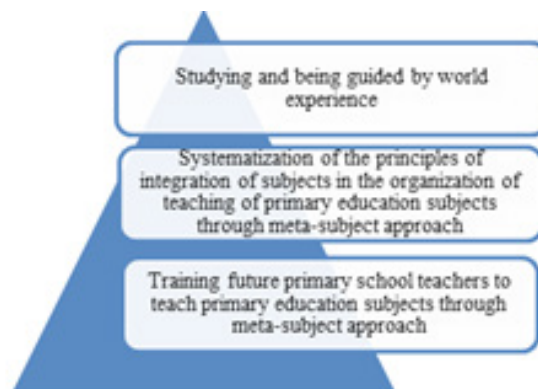 Studying and being guided by world
experience
Systematization of the principles of
integration of subjects in the organization of
teaching of primary education subjects
through meta-subject approach
Training future primary school teachers to
teach primary education subjects through
meta-subject approach